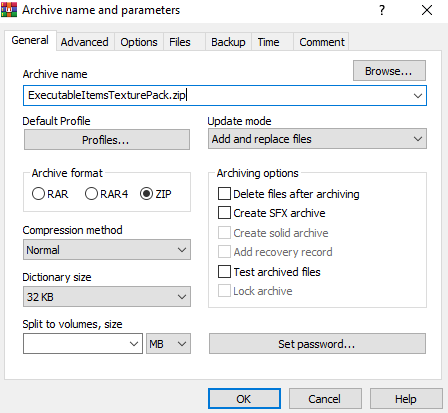 Archive name and parameters
? ×
General Advanced Options Files Backup Time Comment
Archive name
Browse...
ExecutableItemsTexturePack.zip
Default Profile
Profiles...
Update mode
Add and replace files
Archive format
RAR RAR4 ZIP
Compression method
Normal
Dictionary size
32 KB
Split to volumes, size
MB
Archiving options
Delete files after archiving
Create SFX archive
Create solid archive
Add recovery record
Test archived files
Lock archive
Set password...
OK Cancel Help